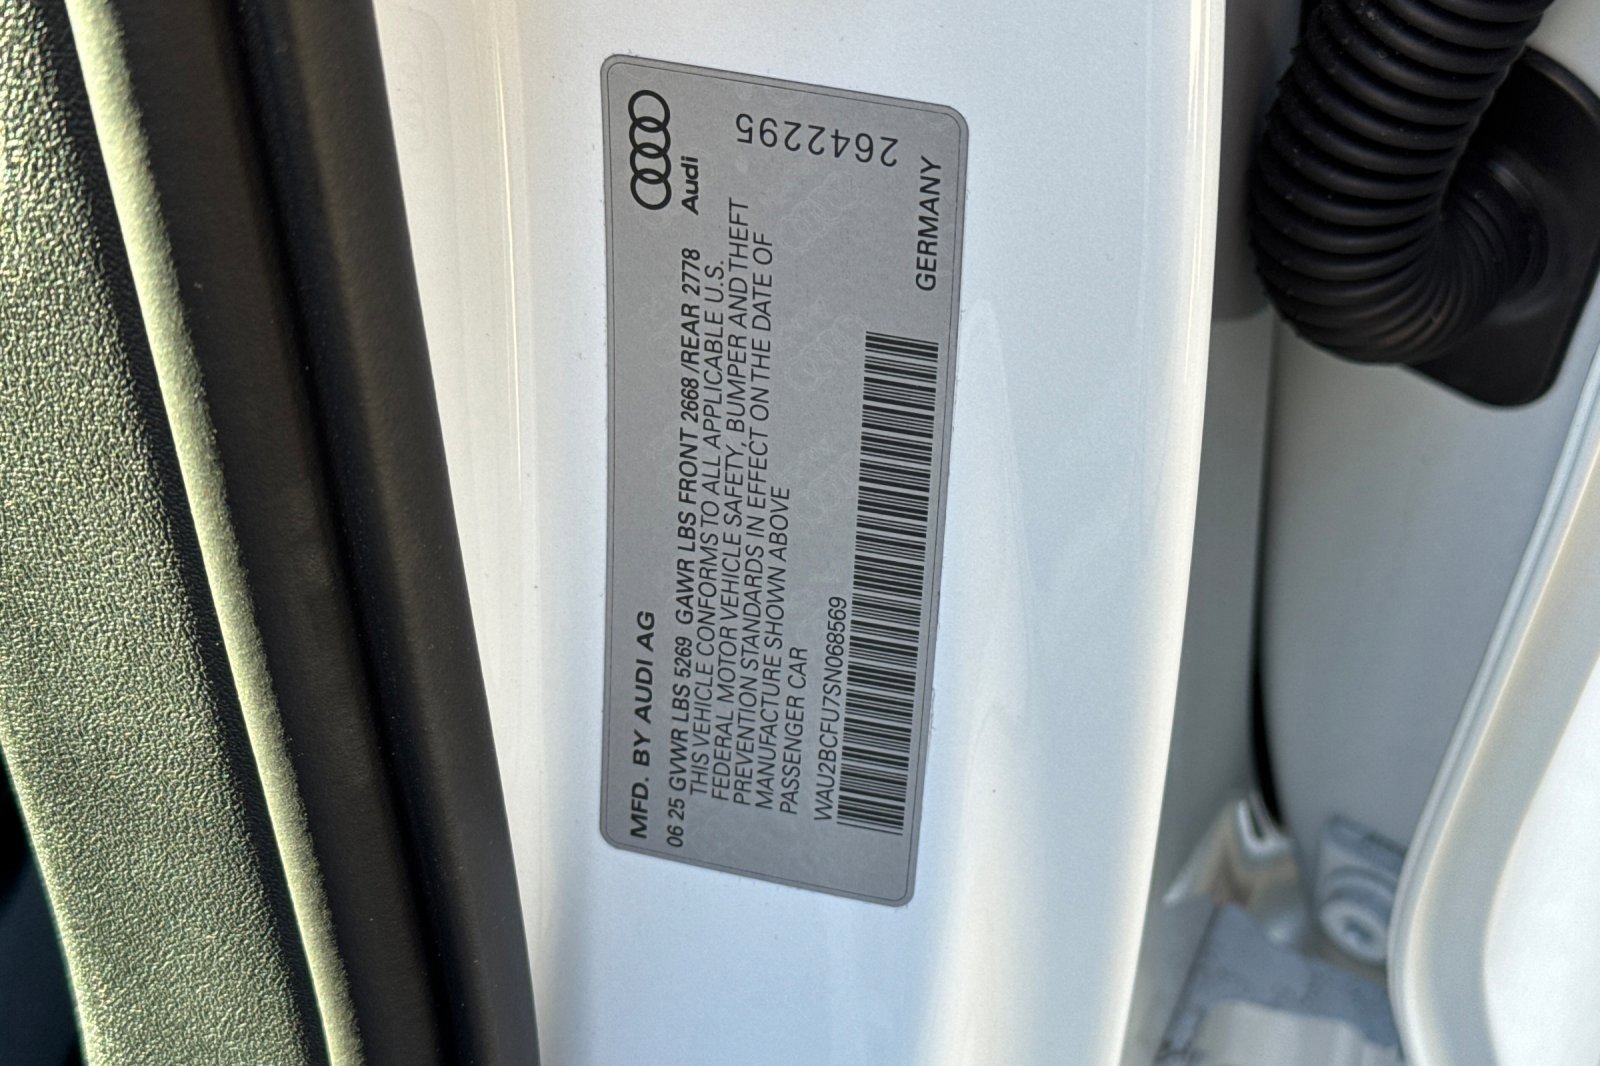 MFD. BY AUDI AG
Audi
06 25 GVWR LBS 5269 GAWR LBS FRONT 2668 /REAR 2778
THIS VEHICLE CONFORMS TO ALL APPLICABLE U.S.
FEDERAL MOTOR VEHICLE SAFETY, BUMPER AND THEFT
PREVENTION STANDARDS IN EFFECT ON THE DATE OF
MANUFACTURE SHOWN ABOVE
PASSENGER CAR
WAU2BCFU7SN068569
GERMANY
2642295